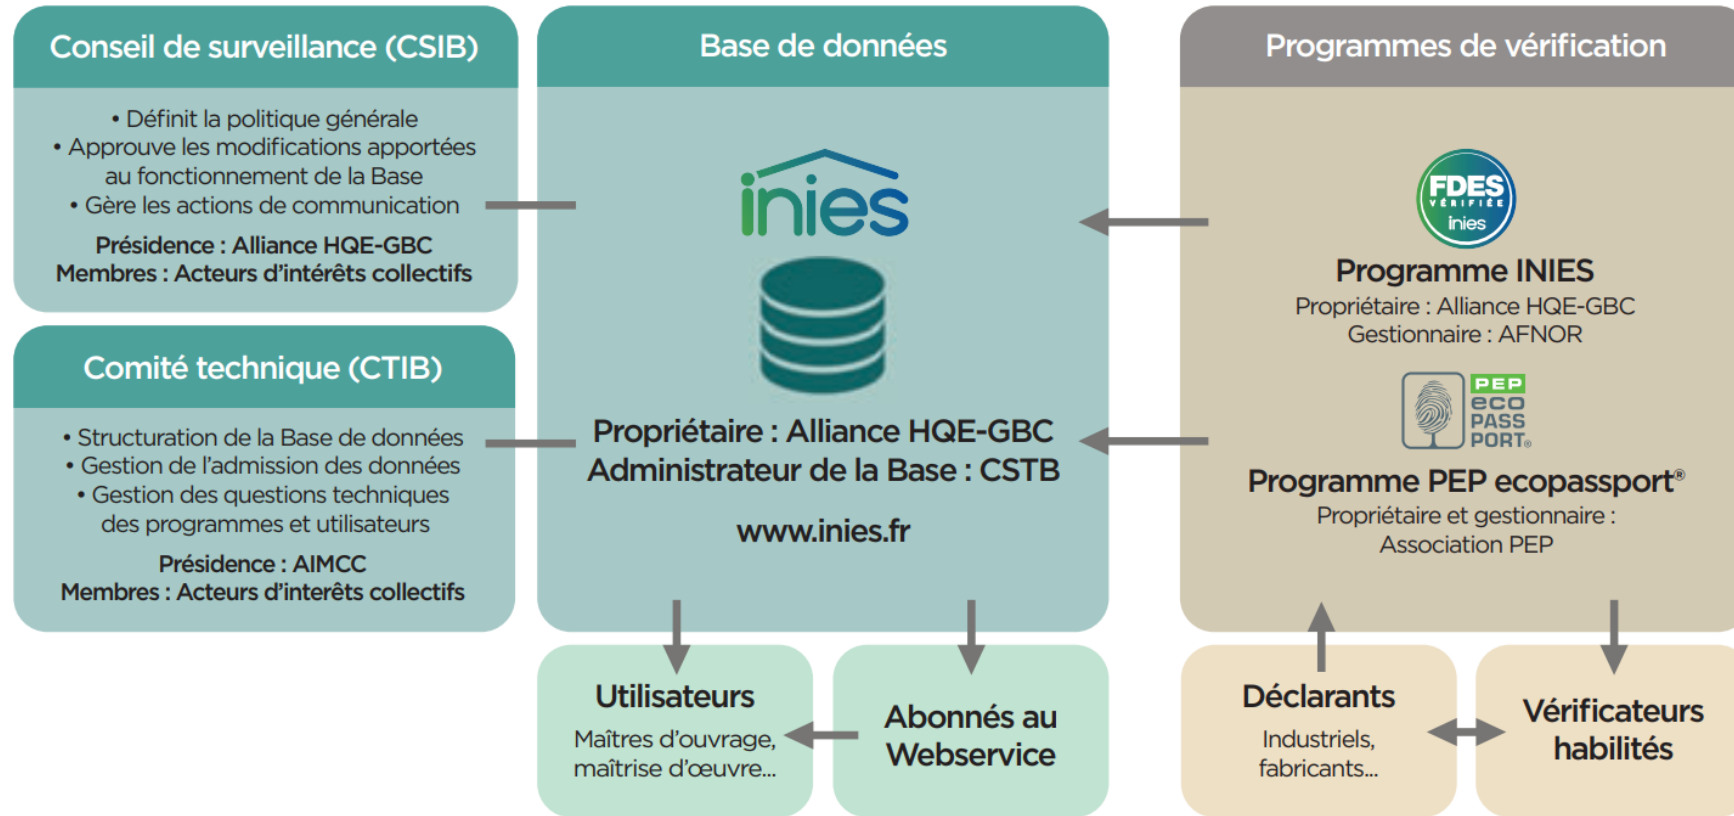 Conseil de surveillance (CSIB)
• Définit la politique générale
• Approuve les modifications apportées
au fonctionnement de la Base
• Gère les actions de communication
Présidence : Alliance HQE-GBC
Membres : Acteurs d'intérêts collectifs
Comité technique (CTIB)
• Structuration de la Base de données
• Gestion de l'admission des données
• Gestion des questions techniques
des programmes et utilisateurs
Présidence : AIMCC
Membres : Acteurs d'interêts collectifs
Base de données
inies
Propriétaire : Alliance HQE-GBC
Administrateur de la Base : CSTB
www.inies.fr
Utilisateurs
Maîtres d'ouvrage,
maîtrise d'œuvre...
Abonnés au
Webservice
Programmes de vérification
FDES
VÉRIFIÉE
inies
Programme INIES
Propriétaire : Alliance HQE-GBC
Gestionnaire : AFNOR
PEP
eco
PASS
PORT®
Programme PEP ecopassport®
Propriétaire et gestionnaire :
Association PEP
Déclarants
Industriels,
fabricants...
Vérificateurs
habilités